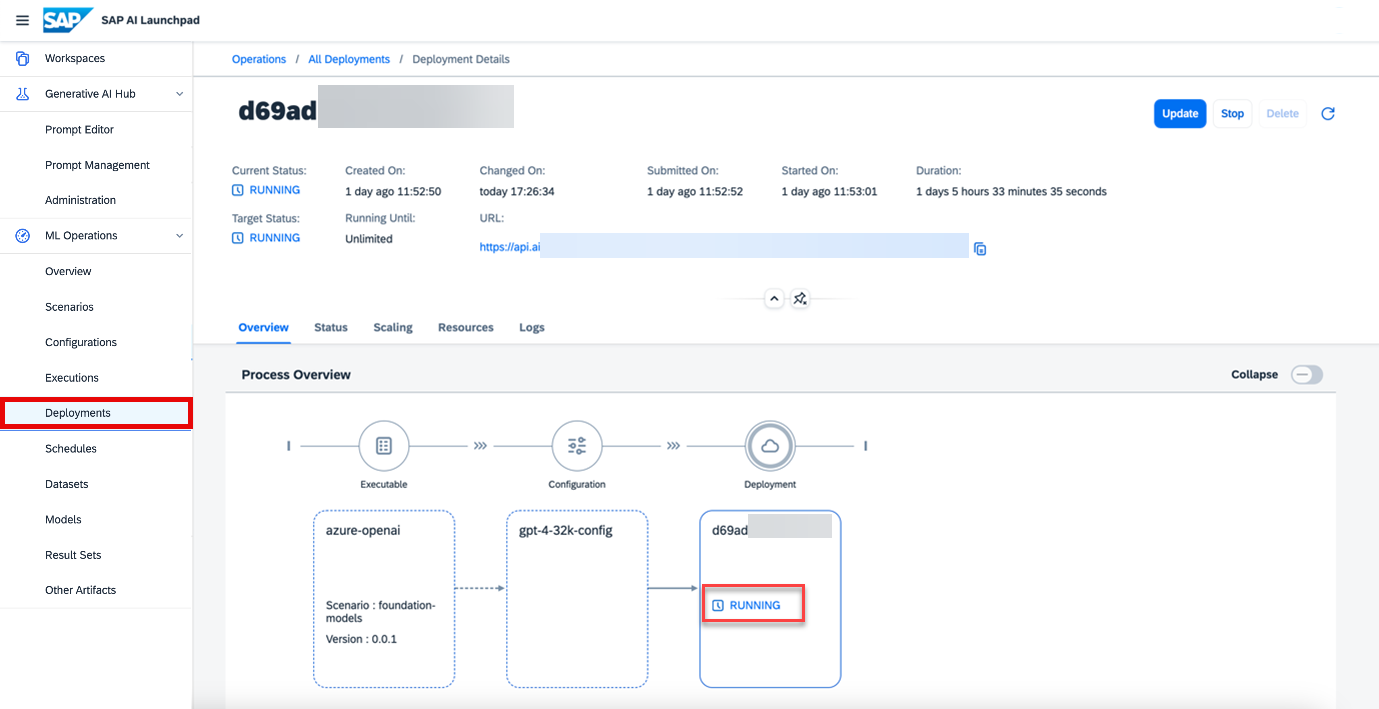 SAP SAP AI Launchpad
Workspaces
Generative AI Hub
Prompt Editor
Prompt Management
Administration
ML Operations
Overview
Scenarios
Configurations
Executions
Deployments
Schedules
Datasets
Models
Result Sets
Other Artifacts
Operations / All Deployments / Deployment Details
d69ad
Update Stop Delete
Current Status: Created On: Changed On: Submitted On: Started On: Duration:
RUNNING 1 day ago 11:52:50 today 17:26:34 1 day ago 11:52:52 1 day ago 11:53:01 1 days 5 hours 33 minutes 35 seconds
Target Status: Running Until: URL:
RUNNING Unlimited https://api.ai
Overview Status Scaling Resources Logs
Process Overview Collapse
Executable Configuration Deployment
azure-openai
Scenario : foundation-
models
Version : 0.0.1
gpt-4-32k-config
d69ad
RUNNING